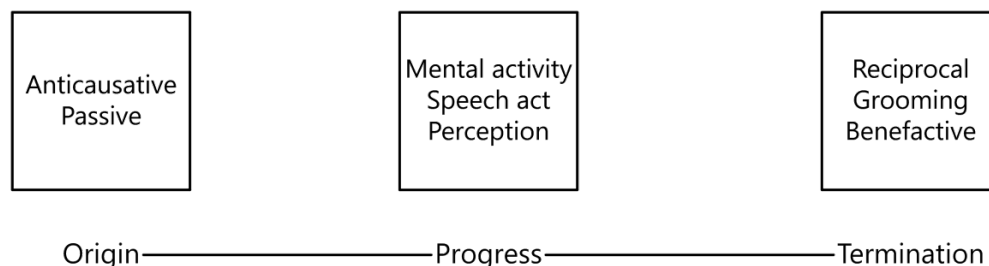 Anticausative
Passive
Mental activity
Speech act
Perception
Reciprocal
Grooming
Benefactive
Origin
Progress
Termination